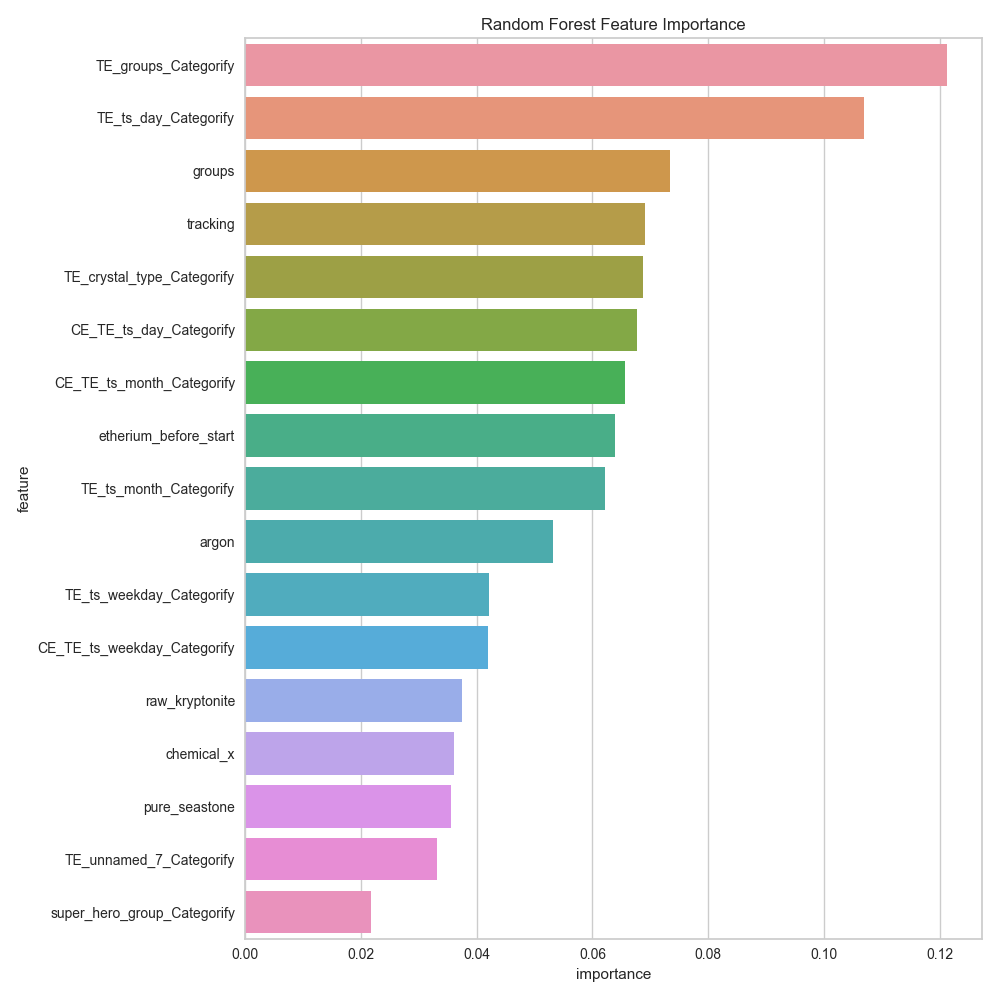 Random Forest Feature Importance
TE_groups_Categorify
TE_ts_day_Categorify
groups
tracking
TE_crystal_type_Categorify
CE_TE_ts_day_Categorify
CE_TE_ts_month_Categorify
etherium_before_start
TE_ts_month_Categorify
argon
TE_ts_weekday_Categorify
CE_TE_ts_weekday_Categorify
raw_kryptonite
chemical_x
pure_seastone
TE_unnamed_7_Categorify
super_hero_group_Categorify
feature
0.00 0.02 0.04 0.06 0.08 0.10 0.12
importance